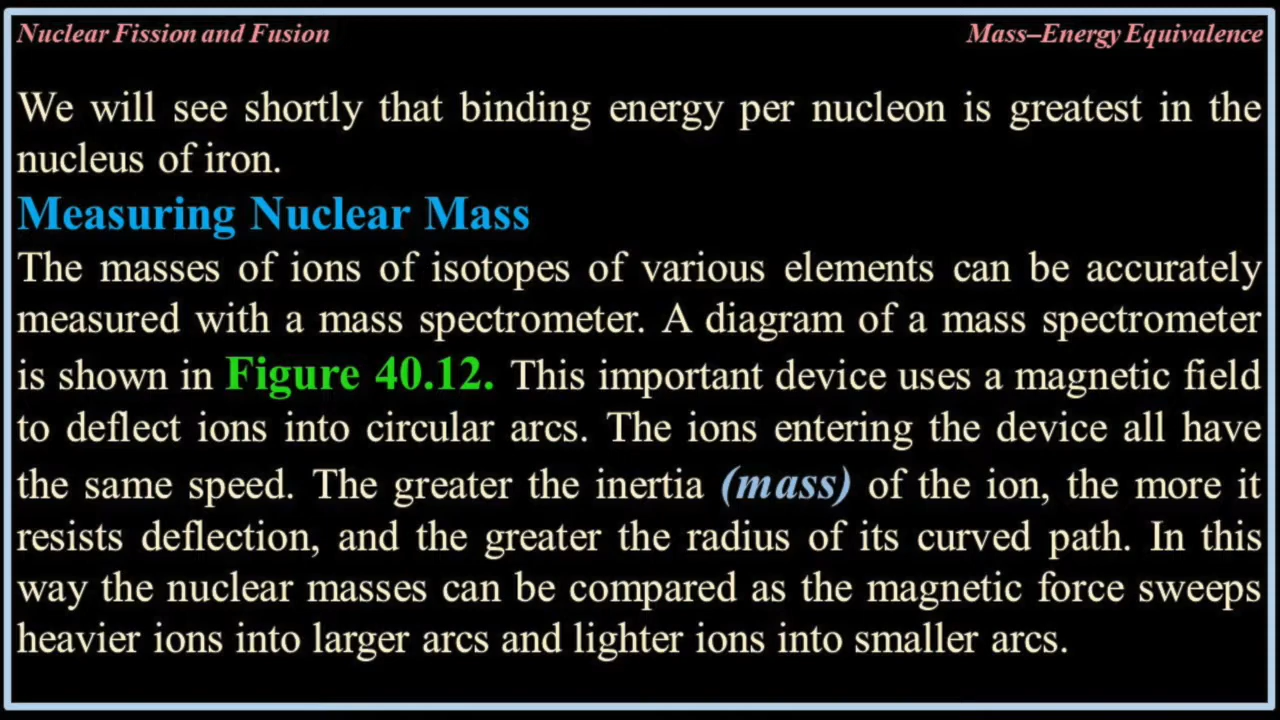 Nuclear Fission and Fusion
Mass–Energy Equivalence
We will see shortly that binding energy per nucleon is greatest in the
nucleus of iron.
Measuring Nuclear Mass
The masses of ions of isotopes of various elements can be accurately
measured with a mass spectrometer. A diagram of a mass spectrometer
is shown in Figure 40.12. This important device uses a magnetic field
to deflect ions into circular arcs. The ions entering the device all have
the same speed. The greater the inertia (mass) of the ion, the more it
resists deflection, and the greater the radius of its curved path. In this
way the nuclear masses can be compared as the magnetic force sweeps
heavier ions into larger arcs and lighter ions into smaller arcs.